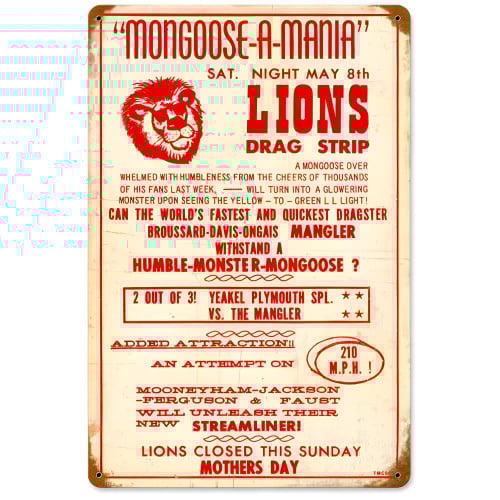 "MONGOOSE-A-MANIA"
SAT. NIGHT MAY 8th
LIONS
DRAG STRIP
A MONGOOSE OVER
WHELMED WITH HUMBLENESS FROM THE CHEERS OF THOUSANDS
OF HIS FANS LAST WEEK, —— WILL TURN INTO A GLOWERING
MONSTER UPON SEEING THE YELLOW – TO – GREEN L L LIGHT!
CAN THE WORLD'S FASTEST AND QUICKEST DRAGSTER
BROUSSARD-DAVIS-ONGAIS MANGLER
WITHSTAND A
HUMBLE-MONSTER-MONGOOSE ?
2 OUT OF 3! YEAKEL PLYMOUTH SPL. ★★
VS. THE MANGLER ★★
ADDED ATTRACTION!!
AN ATTEMPT ON
210
M.P.H. !
MOONEYHAM-JACKSON
-FERGUSON & FAUST
WILL UNLEASH THEIR
NEW STREAMLINER!
LIONS CLOSED THIS SUNDAY
MOTHERS DAY